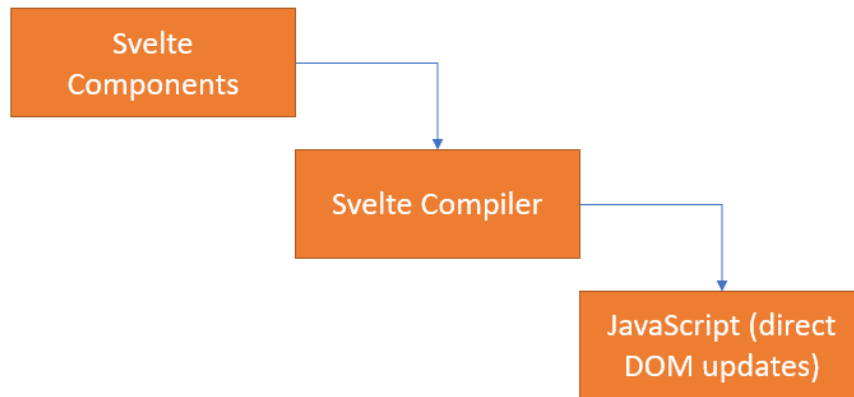 Svelte
Components
Svelte Compiler
JavaScript (direct
DOM updates)